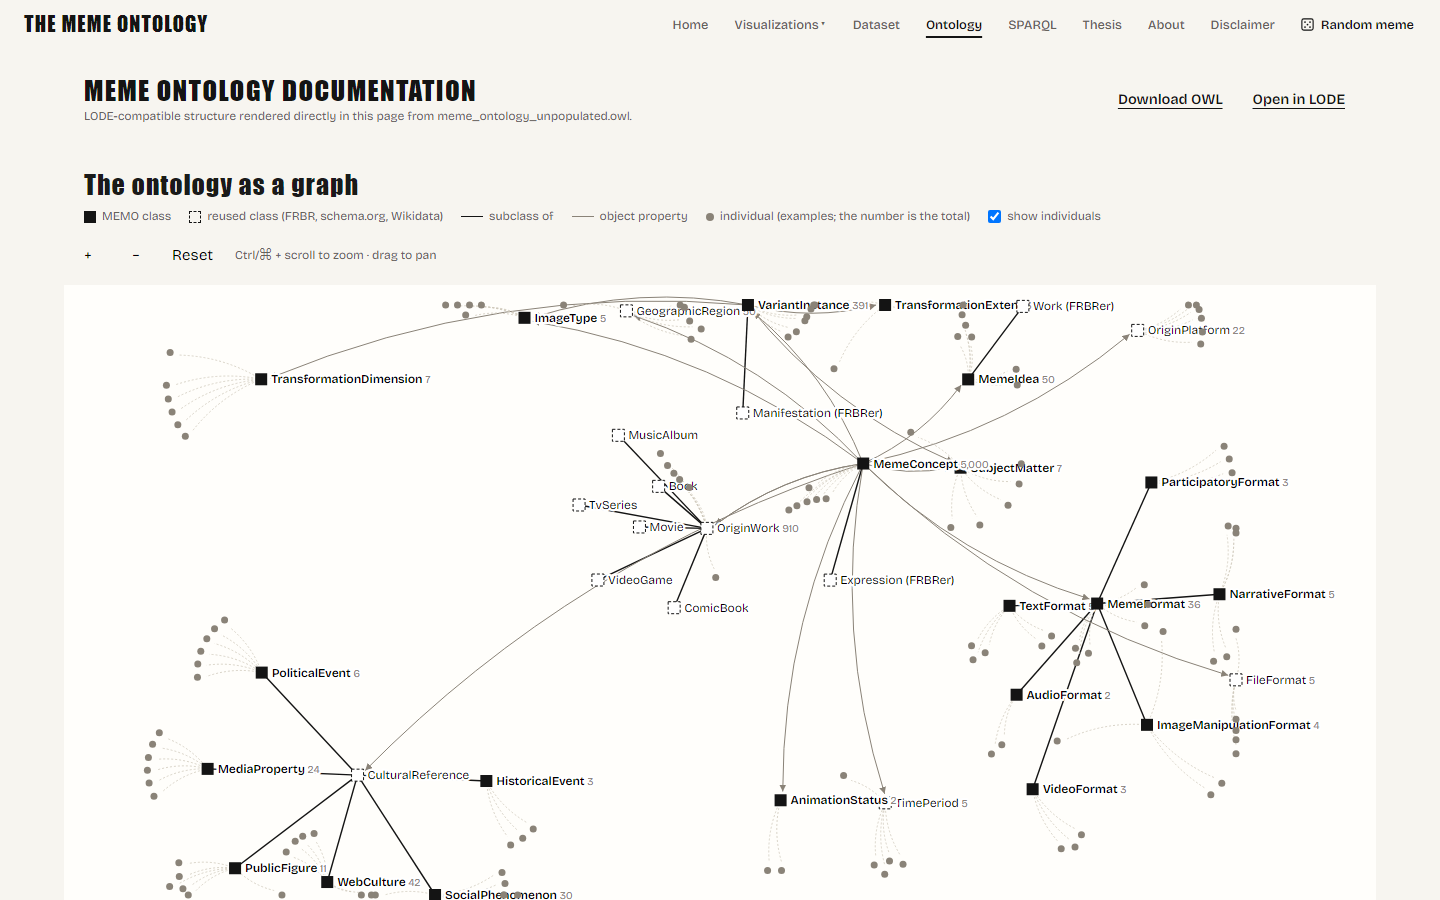 THE MEME ONTOLOGY
Home Visualizations Dataset Ontology SPARQL Thesis About Disclaimer Random meme
MEME ONTOLOGY DOCUMENTATION
LODE-compatible structure rendered directly in this page from meme_ontology_unpopulated.owl.
Download OWL Open in LODE
The ontology as a graph
MEMO class reused class (FRBR, schema.org, Wikidata) subclass of object property individual (examples; the number is the total) show individuals
+ − Reset Ctrl/⌘ + scroll to zoom · drag to pan
VariantInstance 391
Work (FRBRer)
GeographicRegion
ImageType 5
OriginPlatform 22
TransformationDimension 7
MemeIdea 50
Manifestation (FRBRer)
MusicAlbum
MemeConcept 5,000
SubjectMatter 7
ParticipatoryFormat 3
Book
TvSeries
Movie
OriginWork 910
VideoGame
Expression (FRBRer)
NarrativeFormat 5
TextFormat
MemeFormat 36
ComicBook
PoliticalEvent 6
FileFormat 5
AudioFormat 2
ImageManipulationFormat 4
MediaProperty 24
CulturalReference
HistoricalEvent 3
VideoFormat 3
AnimationStatus 2
TimePeriod 5
PublicFigure 11
WebCulture 42
SocialPhenomenon 30